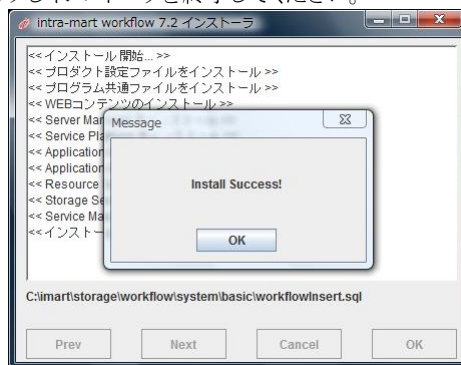 インストーラを終了してください。
intra-mart workflow 7.2 インストーラ
<<インストール開始... >>
<< プロダクト設定ファイルをインストール >>
<< プログラム共通ファイルをインストール >>
<< WEBコンテンツのインストール >>
<< Server Man
<< Service Pla
<< Application
<< Application
<< Resource
<< Storage Se
<< Service Ma
<<インストー
Message
Install Success!
OK
C:\imart\storage\workflow\system\basic\workflowInsert.sql
Prev
Next
Cancel
OK